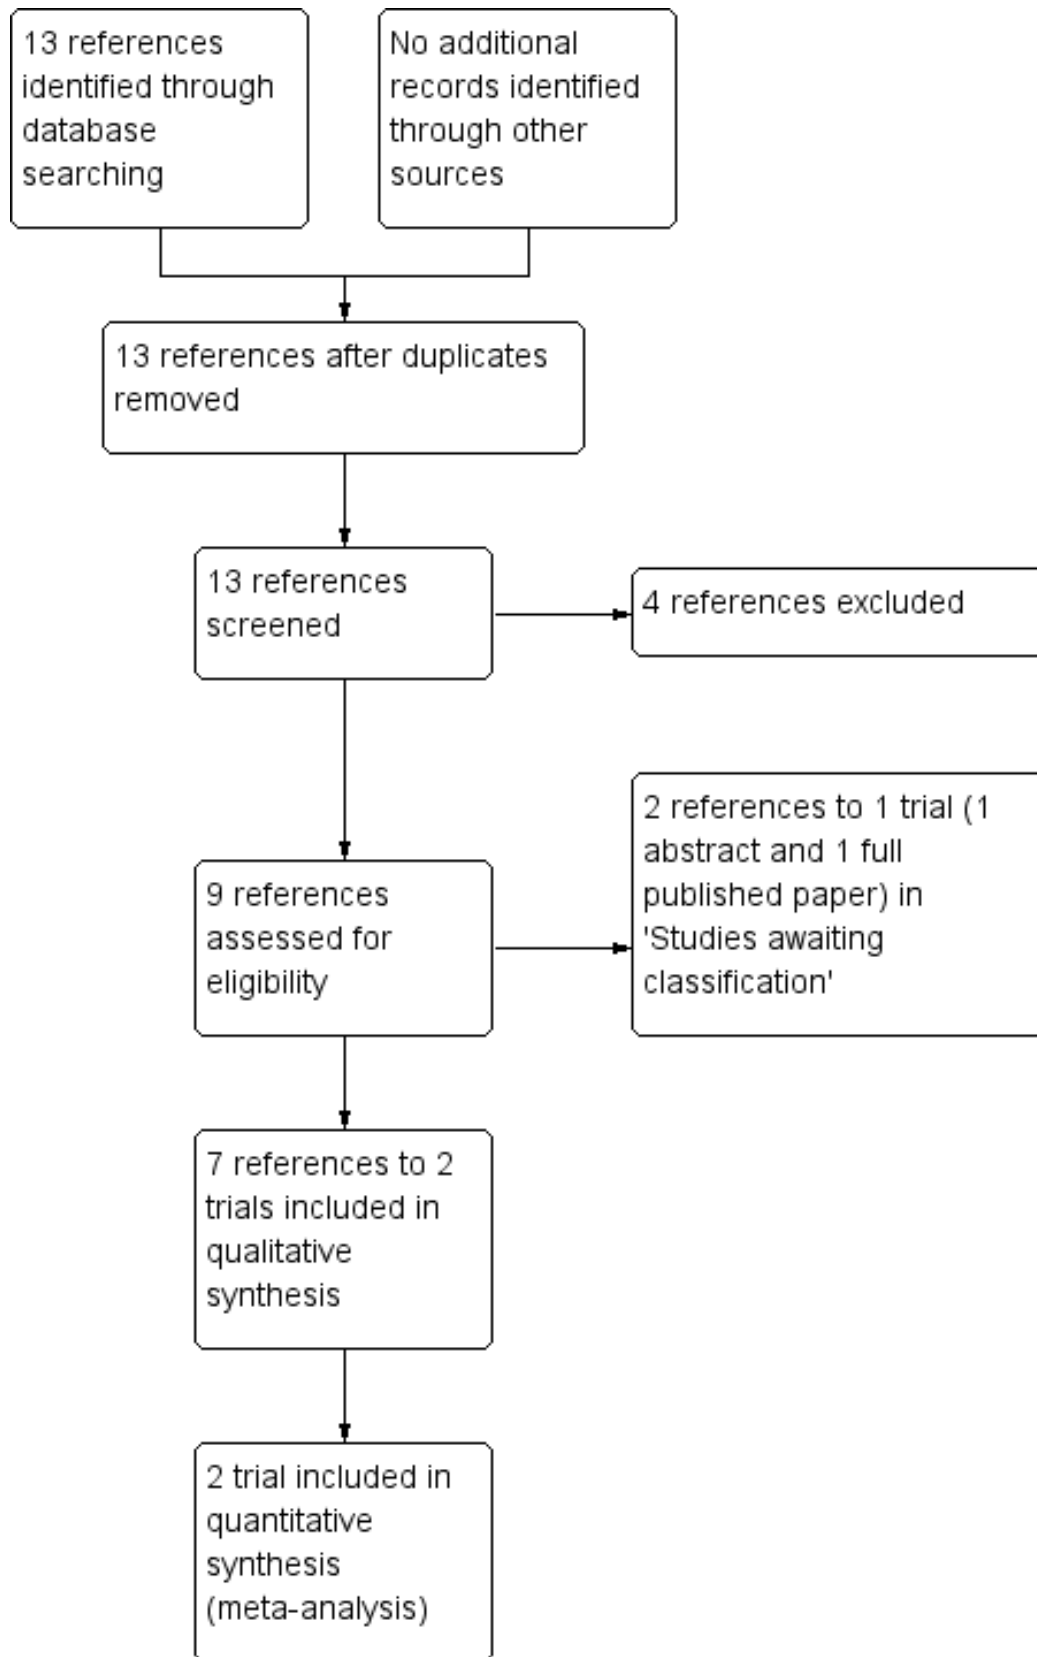 13 references
identified through
database
searching
No additional
records identified
through other
sources
13 references after duplicates
removed
13 references
screened
4 references excluded
9 references
assessed for
eligibility
2 references to 1 trial (1
abstract and 1 full
published paper) in
'Studies awaiting
classification'
7 references to 2
trials included in
qualitative
synthesis
2 trial included in
quantitative
synthesis
(meta-analysis)